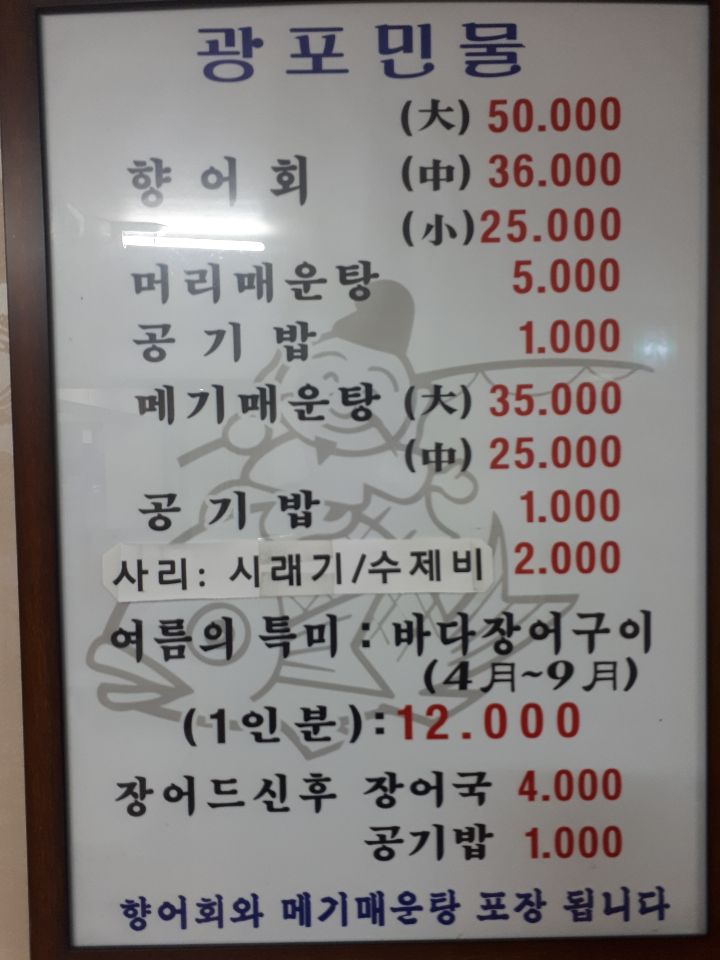 광포민물
(大) 50.000
향어회 (中) 36.000
(小) 25.000
머리매운탕 5.000
공기밥 1.000
메기매운탕 (大) 35.000
(中) 25.000
공기밥 1.000
사리: 시래기/수제비 2.000
여름의 특미 : 바다장어구이
(4月~9月)
(1인분) : 12.000
장어드신후 장어국 4.000
공기밥 1.000
향어회와 메기매운탕 포장 됩니다